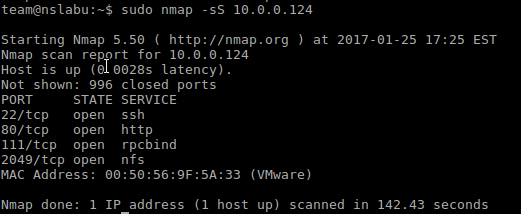 team@nslabu:~$ sudo nmap -sS 10.0.0.124
Starting Nmap 5.50 ( http://nmap.org ) at 2017-01-25 17:25 EST
Nmap scan report for 10.0.0.124
Host is up (0.0028s latency).
Not shown: 996 closed ports
PORT     STATE SERVICE
22/tcp   open  ssh
80/tcp   open  http
111/tcp  open  rpcbind
2049/tcp open  nfs
MAC Address: 00:50:56:9F:5A:33 (VMware)
Nmap done: 1 IP address (1 host up) scanned in 142.43 seconds